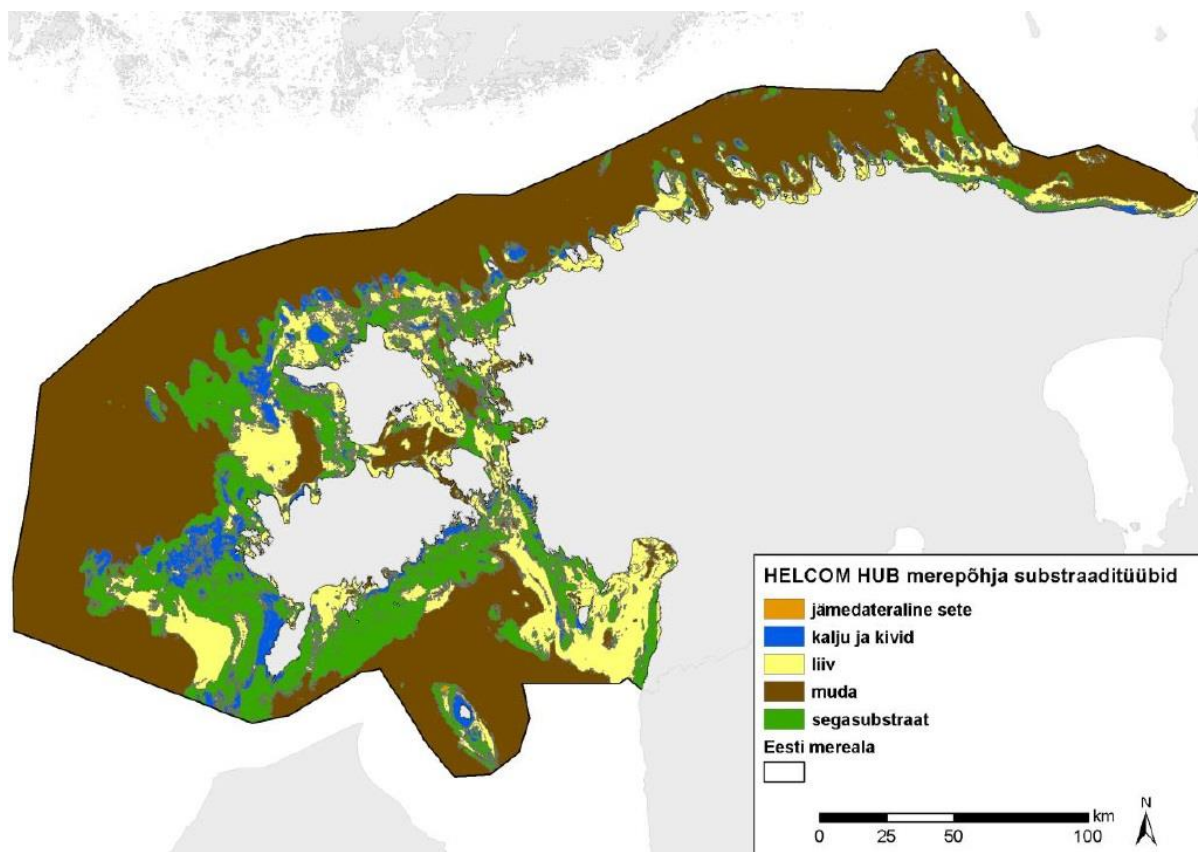 HELCOM HUB merepõhja substraaditüübid
jämedateraline sete
kalju ja kivid
liiv
muda
segasubstraat
Eesti mereala
km
0 25 50 100
N